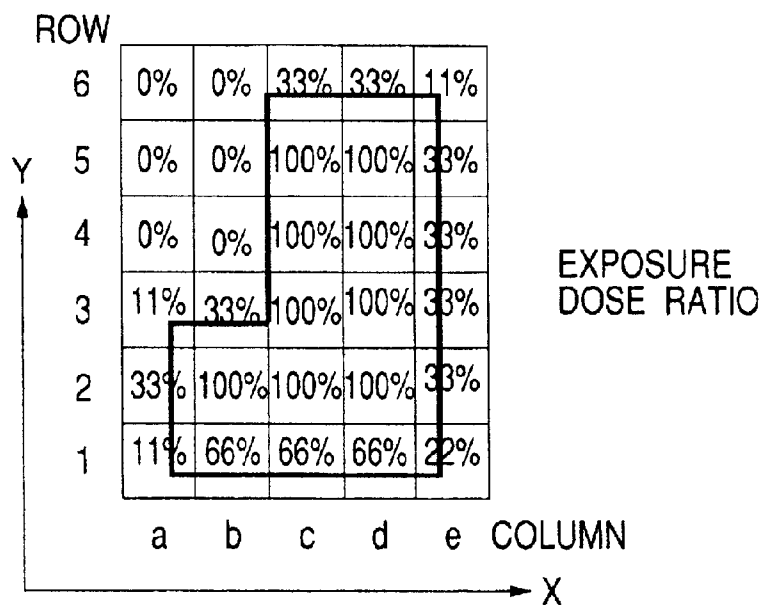 ROW
6 0% 0% 33% 33% 11%
5 0% 0% 100% 100% 33%
Y
4 0% 0% 100% 100% 33%
EXPOSURE
DOSE RATIO
3 11% 33% 100% 100% 33%
2 33% 100% 100% 100% 33%
1 11% 66% 66% 66% 22%
a b c d e COLUMN
X